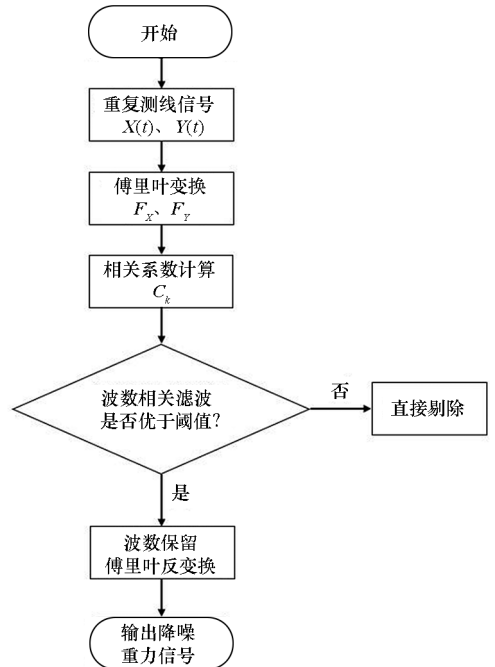 开始
重复测线信号
X(t)、Y(t)
傅里叶变换
F_X、F_Y
相关系数计算
C_k
波数相关滤波
是否优于阈值？
否
直接剔除
是
波数保留
傅里叶反变换
输出降噪
重力信号